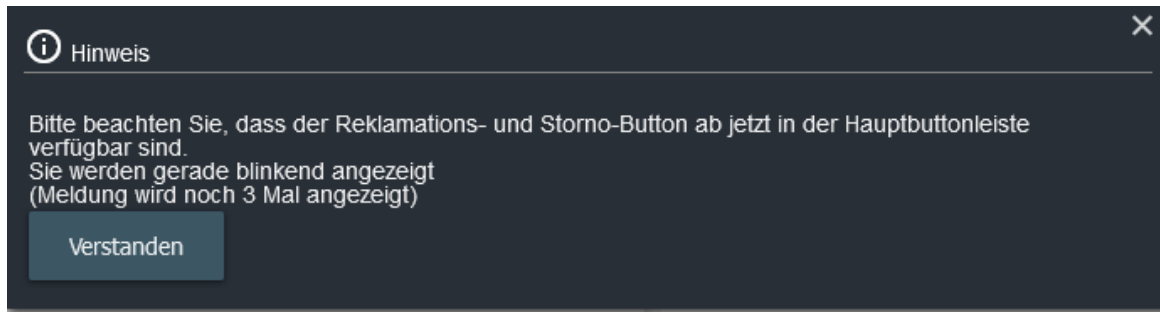 Hinweis
Bitte beachten Sie, dass der Reklamations- und Storno-Button ab jetzt in der Hauptbuttonleiste
verfügbar sind.
Sie werden gerade blinkend angezeigt
(Meldung wird noch 3 Mal angezeigt)
Verstanden